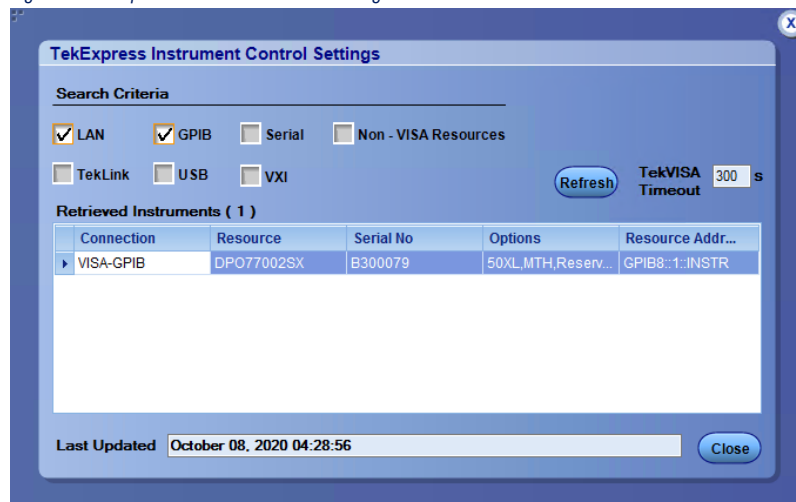 X
TekExpress Instrument Control Settings
Search Criteria
LAN GPIB Serial Non - VISA Resources
TekLink USB VXI Refresh TekVISA Timeout 300 s
Retrieved Instruments ( 1 )
Connection Resource Serial No Options Resource Addr...
VISA-GPIB DPO77002SX B300079 50XL,MTH,Reserv... GPIB8::1::INSTR
Last Updated October 08, 2020 04:28:56 Close